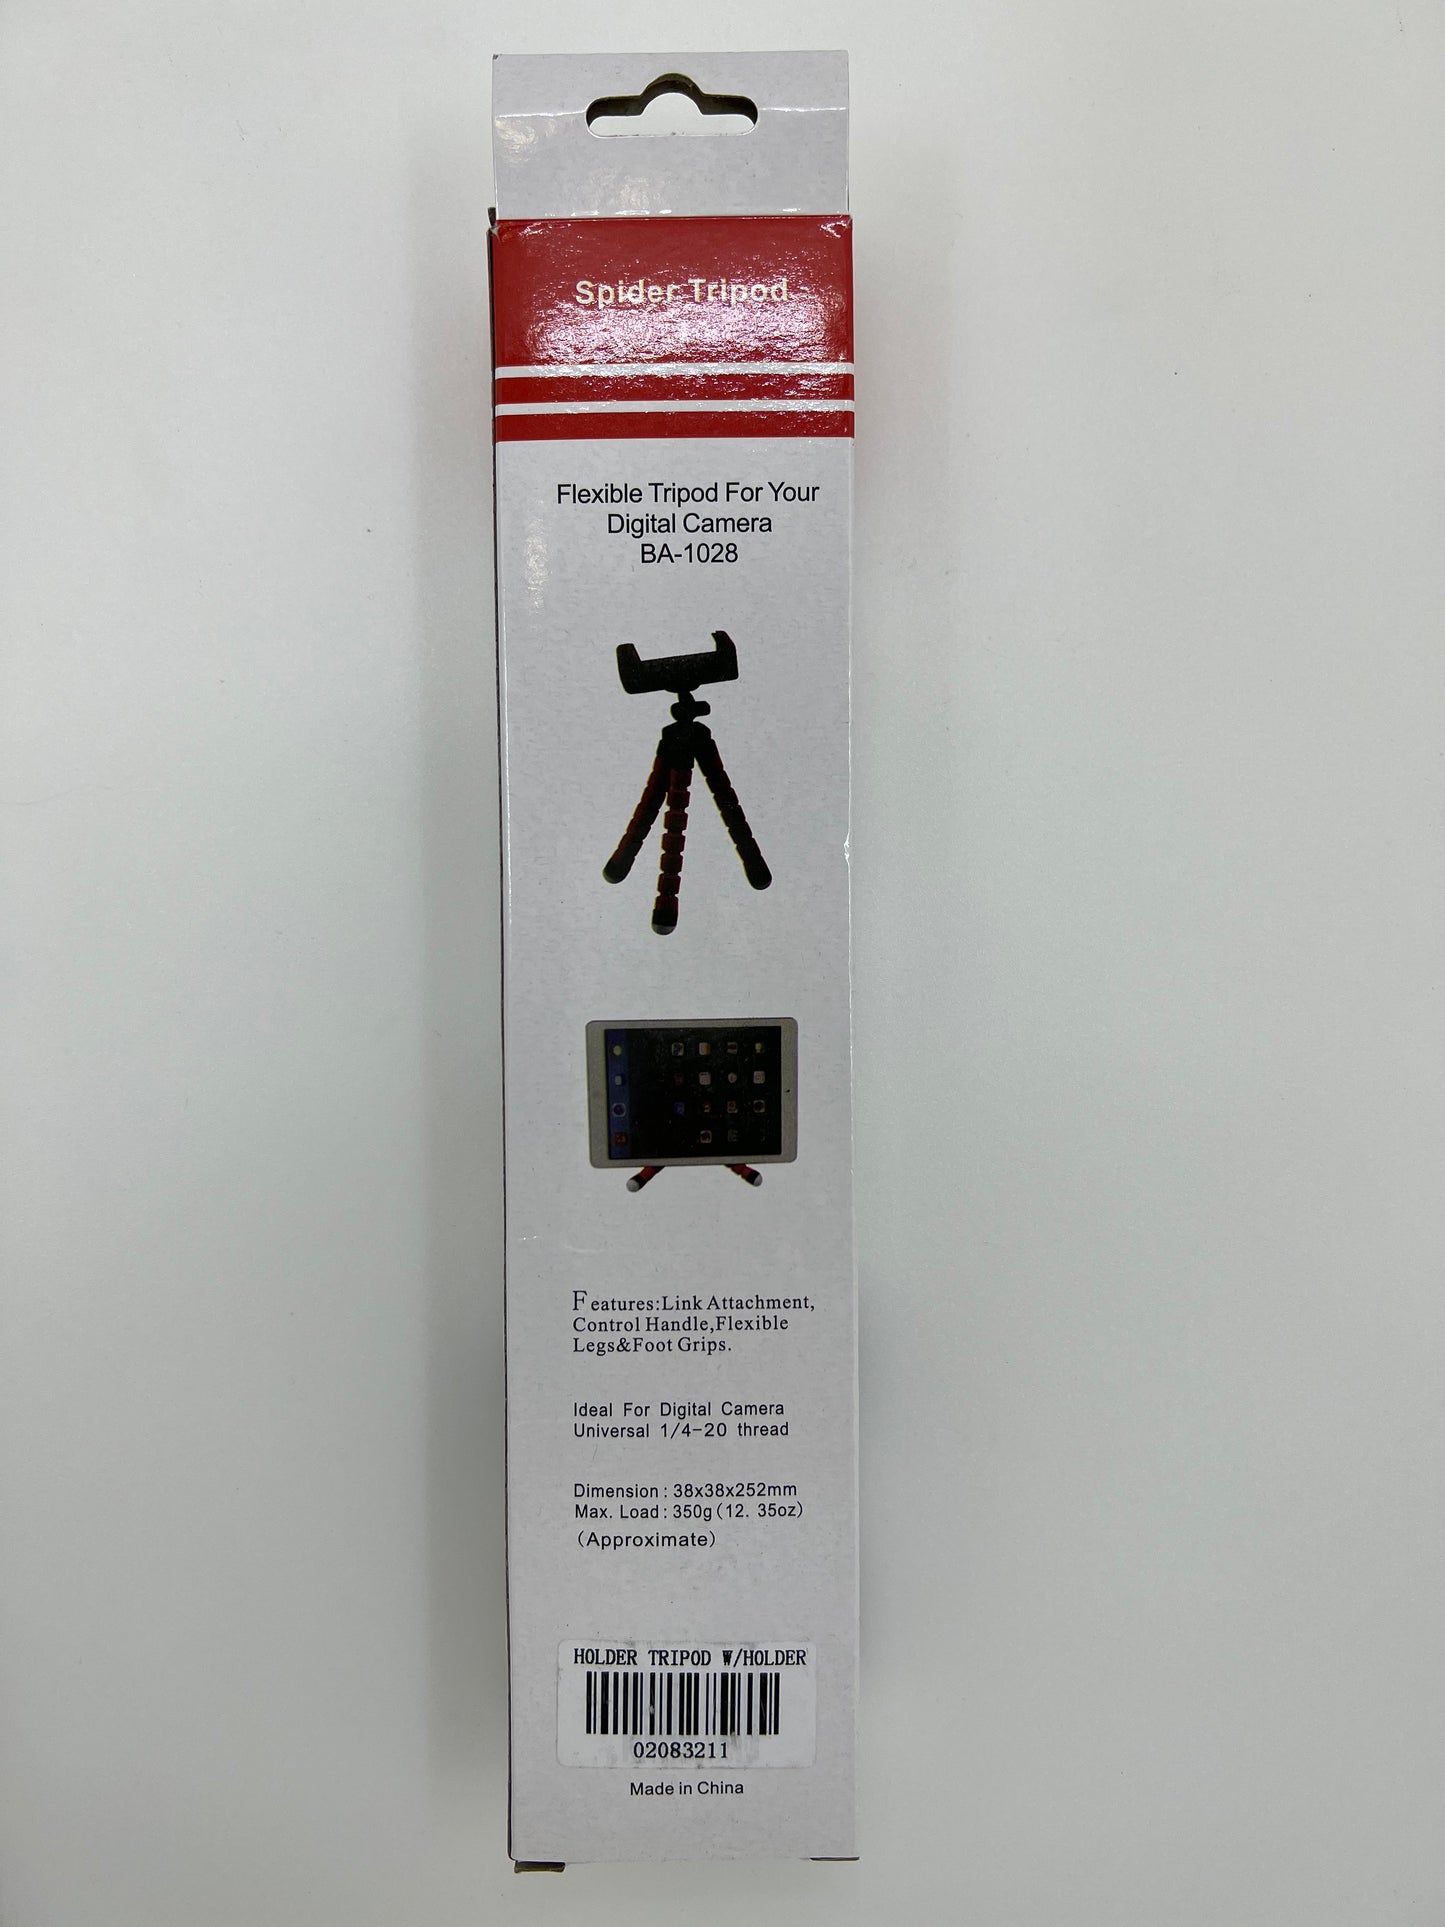 Spider Tripod
Flexible Tripod For Your
Digital Camera
BA-1028
Features:Link Attachment,
Control Handle,Flexible
Legs&Foot Grips.
Ideal For Digital Camera
Universal 1/4-20 thread
Dimension : 38x38x252mm
Max. Load : 350g(12. 35oz)
(Approximate)
HOLDER TRIPOD W/HOLDER
02083211
Made in China